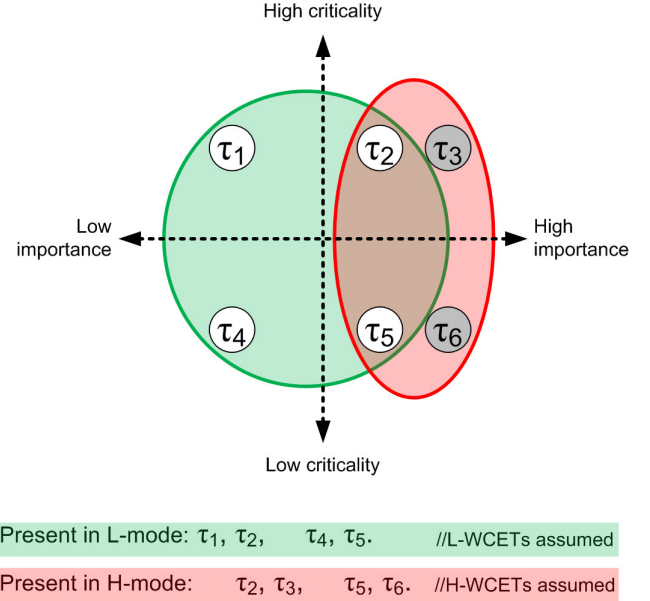 High criticality
τ1
τ2
τ3
Low
importance
High
importance
τ4
τ5
τ6
Low criticality
Present in L-mode: τ1, τ2, τ4, τ5. //L-WCETs assumed
Present in H-mode: τ2, τ3, τ5, τ6. //H-WCETs assumed